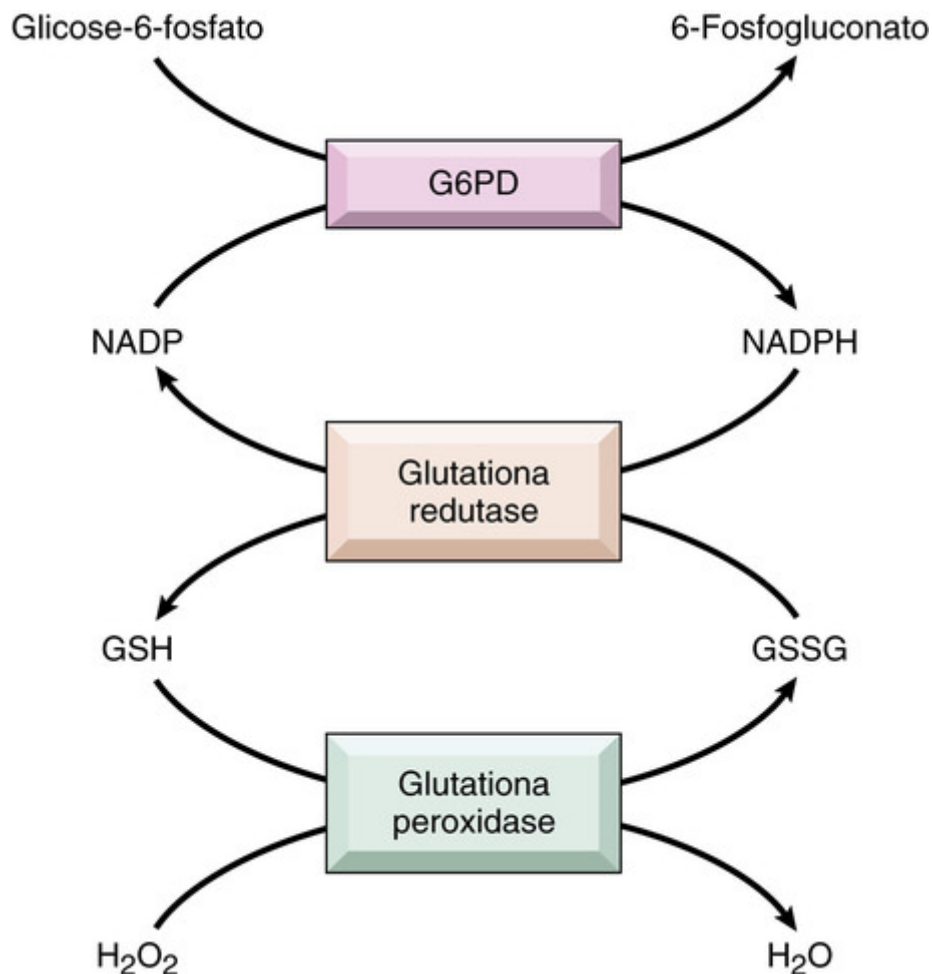 Glicose-6-fosfato
6-Fosfogluconato
G6PD
NADP
NADPH
Glutationa
redutase
GSH
GSSG
Glutationa
peroxidase
H₂O₂
H₂O